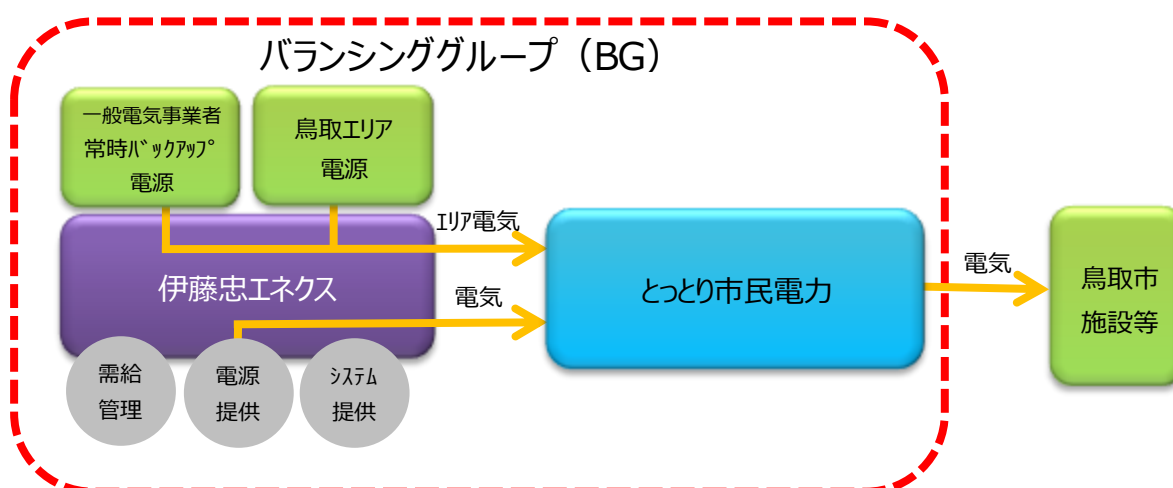 バランシンググループ（BG）
一般電気事業者
常時ﾊﾞｯｸｱｯﾌﾟ
電源
鳥取エリア
電源
ｴﾘｱ電気
伊藤忠エネクス
電気
とっとり市民電力
電気
鳥取市
施設等
需給
管理
電源
提供
ｼｽﾃﾑ
提供